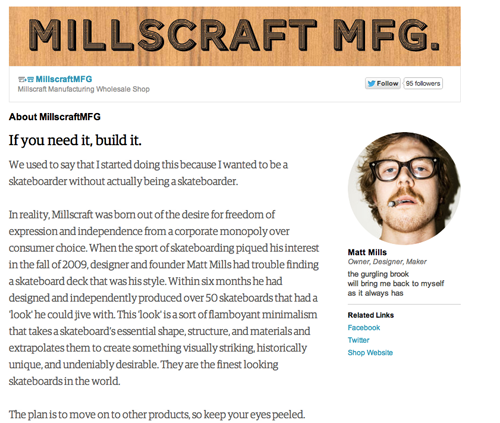 MILLSCRAFT MFG.
MillscraftMFG
Millscraft Manufacturing Wholesale Shop
Follow
95 followers
About MillscraftMFG
If you need it, build it.
We used to say that I started doing this because I wanted to be a
skateboarder without actually being a skateboarder.
In reality, Millscraft was born out of the desire for freedom of
expression and independence from a corporate monopoly over
consumer choice. When the sport of skateboarding piqued his interest
in the fall of 2009, designer and founder Matt Mills had trouble finding
a skateboard deck that was his style. Within six months he had
designed and independently produced over 50 skateboards that had a
'look' he could jive with. This 'look' is a sort of flamboyant minimalism
that takes a skateboard's essential shape, structure, and materials and
extrapolates them to create something visually striking, historically
unique, and undeniably desirable. They are the finest looking
skateboards in the world.
The plan is to move on to other products, so keep your eyes peeled.
Matt Mills
Owner, Designer, Maker
the gurgling brook
will bring me back to myself
as it always has
Related Links
Facebook
Twitter
Shop Website